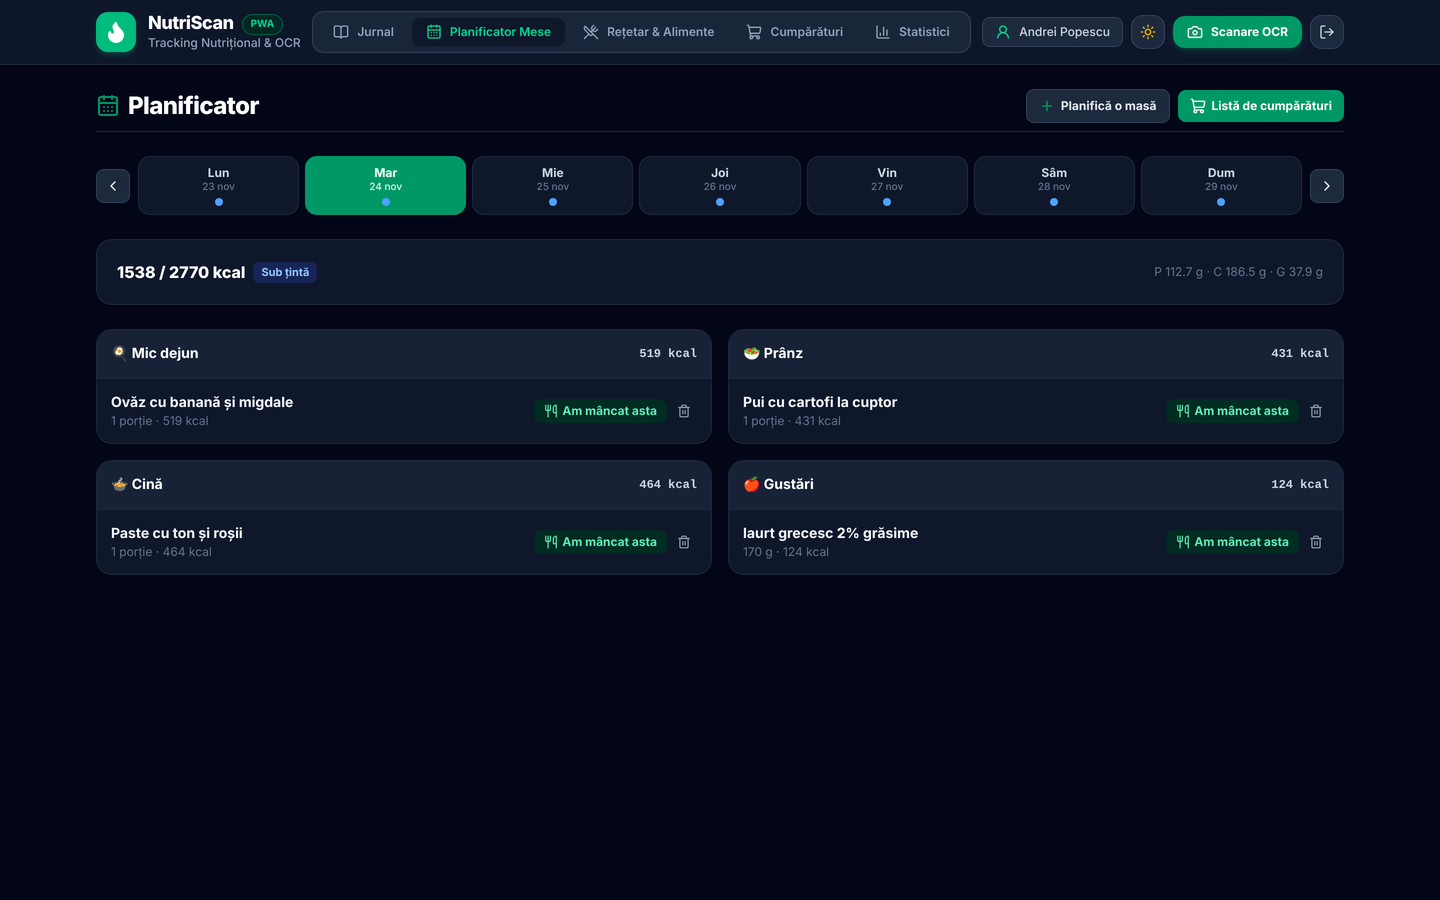 NutriScan PWA
Tracking Nutrițional & OCR
Jurnal
Planificator Mese
Rețetar & Alimente
Cumpărături
Statistici
Andrei Popescu
Scanare OCR
Planificator
Planifică o masă
Listă de cumpărături
Lun
23 nov
Mar
24 nov
Mie
25 nov
Joi
26 nov
Vin
27 nov
Sâm
28 nov
Dum
29 nov
1538 / 2770 kcal Sub țintă
P 112.7 g · C 186.5 g · G 37.9 g
Mic dejun 519 kcal
Ovăz cu banană și migdale
1 porție · 519 kcal
Am mâncat asta
Prânz 431 kcal
Pui cu cartofi la cuptor
1 porție · 431 kcal
Am mâncat asta
Cină 464 kcal
Paste cu ton și roșii
1 porție · 464 kcal
Am mâncat asta
Gustări 124 kcal
Iaurt grecesc 2% grăsime
170 g · 124 kcal
Am mâncat asta